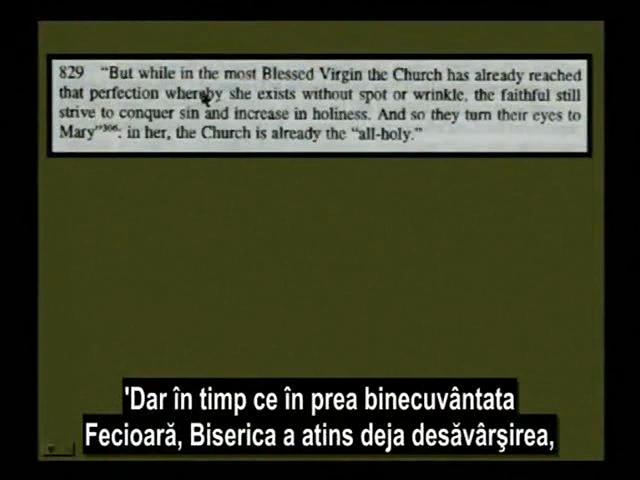 829 "But while in the most Blessed Virgin the Church has already reached
that perfection whereby she exists without spot or wrinkle, the faithful still
strive to conquer sin and increase in holiness. And so they turn their eyes to
Mary"³⁰⁶: in her, the Church is already the "all-holy."
'Dar în timp ce în prea binecuvântata
Fecioară, Biserica a atins deja desăvârşirea,